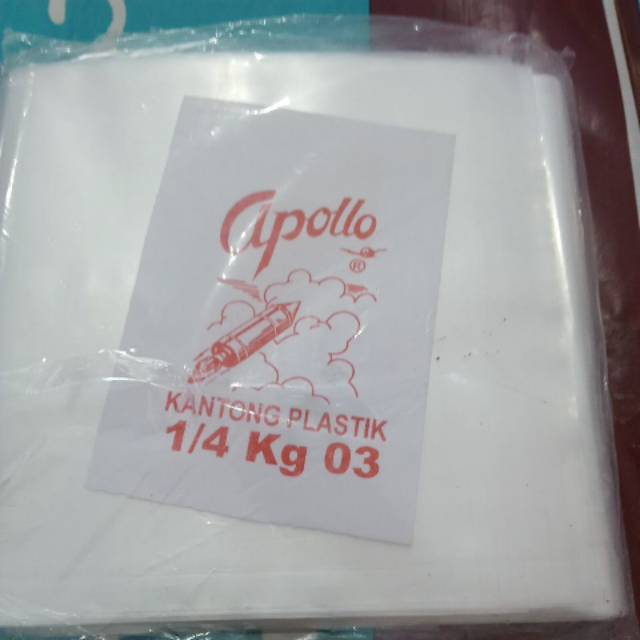 Apollo
®
KANTONG PLASTIK
1/4 Kg 03